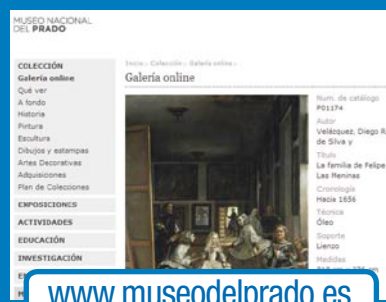 MUSEO NACIONAL
DEL PRADO
COLECCIÓN
Galería online
Qué ver
A fondo
Historia
Pintura
Escultura
Dibujos y estampas
Artes Decorativas
Adquisiciones
Plan de Colecciones
EXPOSICIONES
ACTIVIDADES
EDUCACIÓN
INVESTIGACIÓN
Inicio » Colección » Galería online »
Galería online
Num. de catálogo
P01174
Autor
Velázquez, Diego R
de Silva y
Título
La familia de Felipe
Las Meninas
Cronología
Hacia 1656
Técnica
Óleo
Soporte
Lienzo
Medidas
www.museodelprado.es